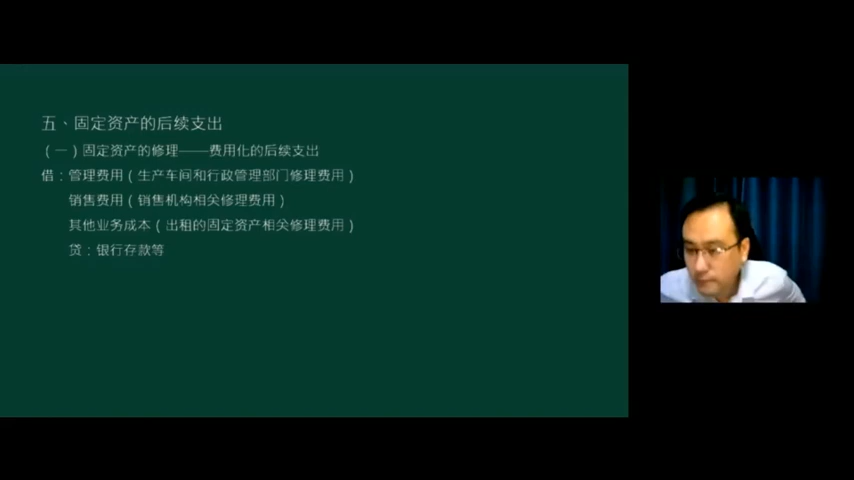 五、固定资产的后续支出
（一）固定资产的修理——费用化的后续支出
借：管理费用（生产车间和行政管理部门修理费用）
销售费用（销售机构相关修理费用）
其他业务成本（出租的固定资产相关修理费用）
贷：银行存款等